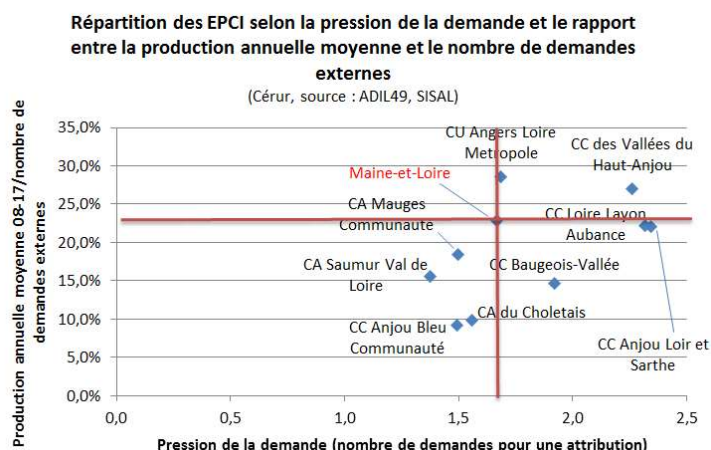 Répartition des EPCI selon la pression de la demande et le rapport
entre la production annuelle moyenne et le nombre de demandes
externes
(Cérur, source : ADIL49, SISAL)
Production annuelle moyenne 08-17/nombre de
demandes externes
35,0%
30,0%
25,0%
20,0%
15,0%
10,0%
5,0%
0,0%
CU Angers Loire
Metropole
CC des Vallées du
Haut Anjou
Maine-et-Loire
CA Mauges
Communauté
CC Loire Layon
Aubance
CA Saumur Val de
Loire
CC Baugeois-Vallée
CA du Choletais
CC Anjou Bleu
Communauté
CC Anjou Loir et
Sarthe
0,0
0,5
1,0
1,5
2,0
2,5
Pression de la demande (nombre de demandes pour une attribution)